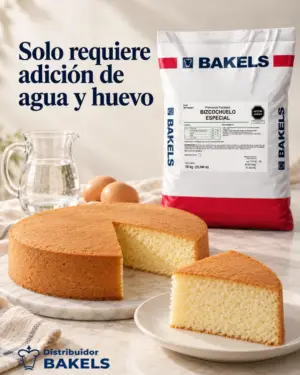 Solo requiere
adición de
agua y huevo
BAKELS
BIZCOCHUELO
ESPECIAL
BAKELS
BAKELS
Distribuidor
BAKELS